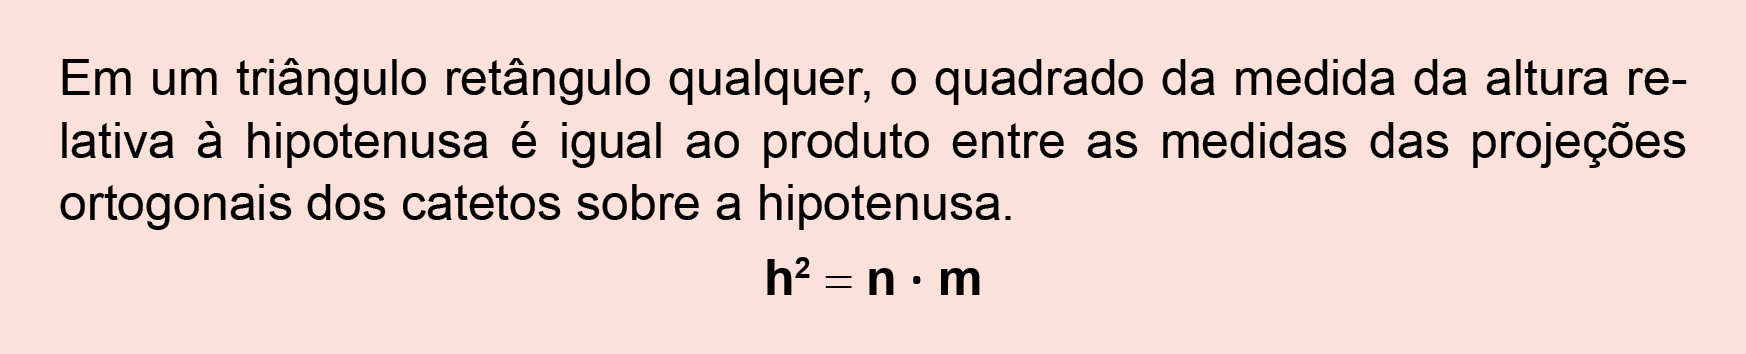 Em um triângulo retângulo qualquer, o quadrado da medida da altura re-
lativa à hipotenusa é igual ao produto entre as medidas das projeções
ortogonais dos catetos sobre a hipotenusa.
h² = n · m